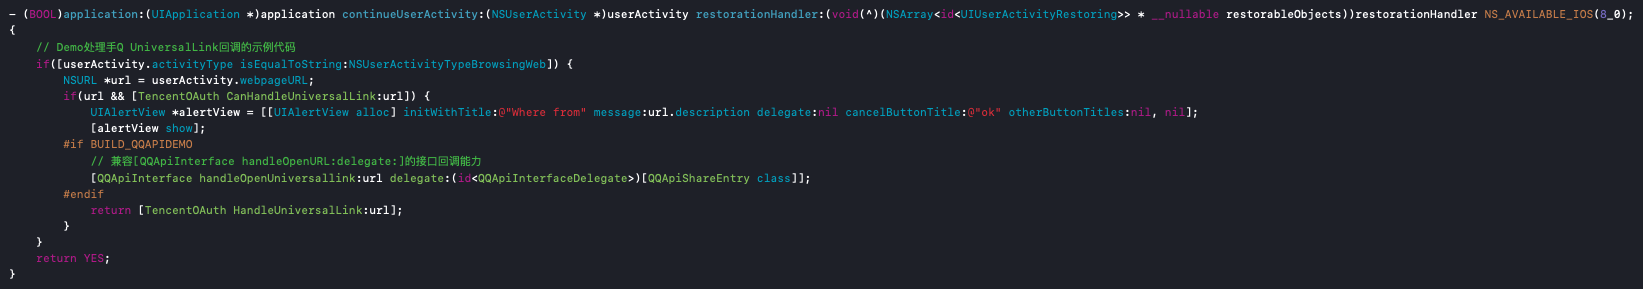 - (BOOL)application:(UIApplication *)application continueUserActivity:(NSUserActivity *)userActivity restorationHandler:(void(^)(NSArray<id<UIUserActivityRestoring>> * __nullable restorableObjects))restorationHandler NS_AVAILABLE_IOS(8_0);
{
    // Demo处理手Q UniversalLink回调的示例代码
    if([userActivity.activityType isEqualToString:NSUserActivityTypeBrowsingWeb]) {
        NSURL *url = userActivity.webpageURL;
        if(url && [TencentOAuth CanHandleUniversalLink:url]) {
            UIAlertView *alertView = [[UIAlertView alloc] initWithTitle:@"Where from" message:url.description delegate:nil cancelButtonTitle:@"ok" otherButtonTitles:nil, nil];
            [alertView show];
        #if BUILD_QQAPIDEMO
            // 兼容[QQApiInterface handleOpenURL:delegate:]的接口回调能力
            [QQApiInterface handleOpenUniversallink:url delegate:(id<QQApiInterfaceDelegate>)[QQApiShareEntry class]];
        #endif
            return [TencentOAuth HandleUniversalLink:url];
        }
    }
    return YES;
}